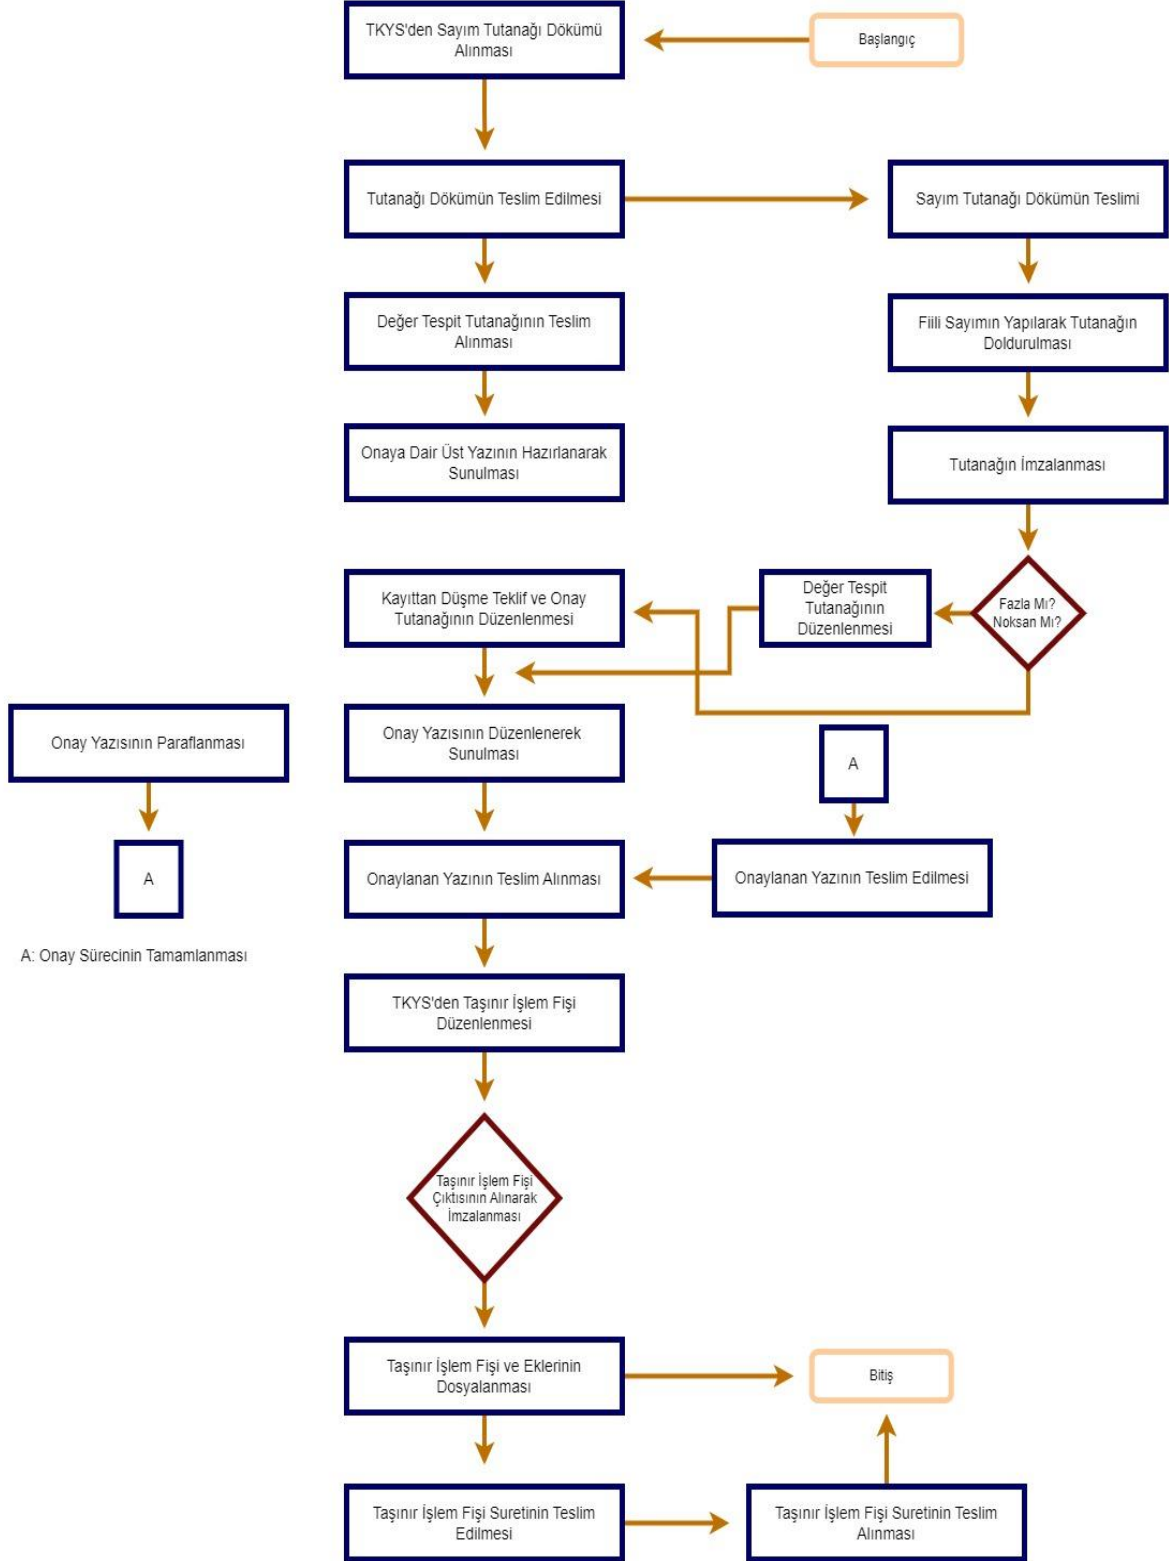 TKYS'den Sayım Tutanağı Dökümü
Alınması
Başlangıç
Tutanağı Dökümün Teslim Edilmesi
Sayım Tutanağı Dökümün Teslimi
Değer Tespit Tutanağının Teslim
Alınması
Fiili Sayımın Yapılarak Tutanağın
Doldurulması
Onaya Dair Üst Yazının Hazırlanarak
Sunulması
Tutanağın İmzalanması
Kayıttan Düşme Teklif ve Onay
Tutanağının Düzenlenmesi
Değer Tespit
Tutanağının
Düzenlenmesi
Fazla Mı?
Noksan Mı?
Onay Yazısının Paraflanması
Onay Yazısının Düzenlenerek
Sunulması
A
A
Onaylanan Yazının Teslim Alınması
Onaylanan Yazının Teslim Edilmesi
A: Onay Sürecinin Tamamlanması
TKYS'den Taşınır İşlem Fişi
Düzenlenmesi
Taşınır İşlem Fişi
Çıktısının Alınarak
İmzalanması
Taşınır İşlem Fişi ve Eklerinin
Dosyalanması
Bitiş
Taşınır İşlem Fişi Suretinin Teslim
Edilmesi
Taşınır İşlem Fişi Suretinin Teslim
Alınması